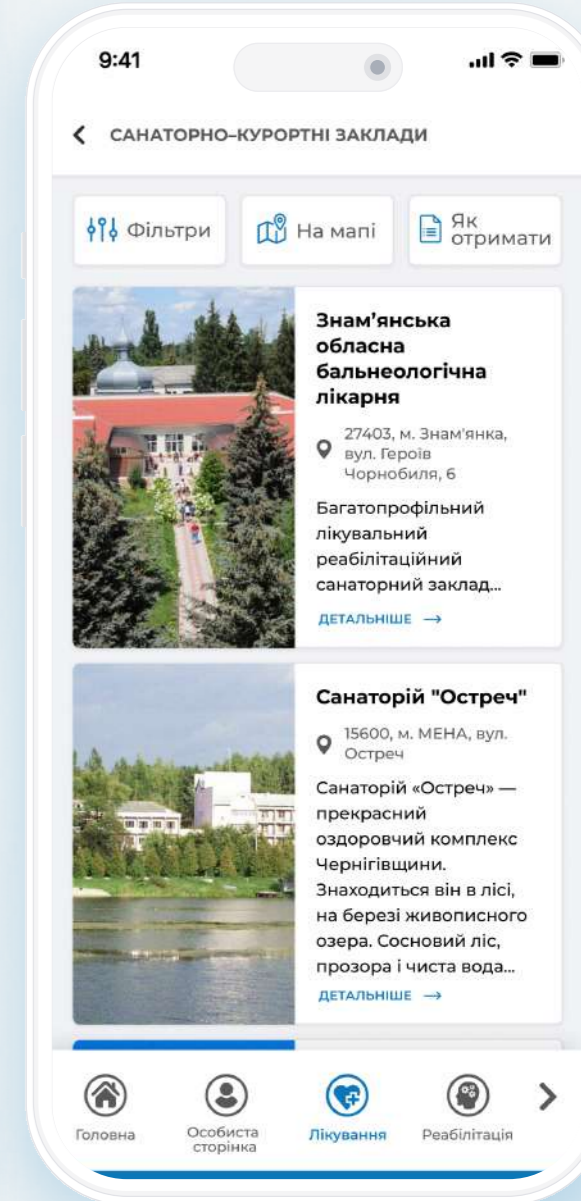 9:41
САНАТОРНО-КУРОРТНІ ЗАКЛАДИ
Фільтри
На мапі
Як
отримати
Знам’янська
обласна
бальнеологічна
лікарня
27403, м. Знам'янка,
вул. Героїв
Чорнобиля, 6
Багатопрофільний
лікувальний
реабілітаційний
санаторний заклад...
ДЕТАЛЬНІШЕ →
Санаторій "Остреч"
15600, м. МЕНА, вул.
Остреч
Санаторій «Остреч» —
прекрасний
оздоровчий комплекс
Чернігівщини.
Знаходиться він в лісі,
на березі живописного
озера. Сосновий ліс,
прозора і чиста вода...
ДЕТАЛЬНІШЕ →
Головна
Особиста
сторінка
Лікування
Реабілітація